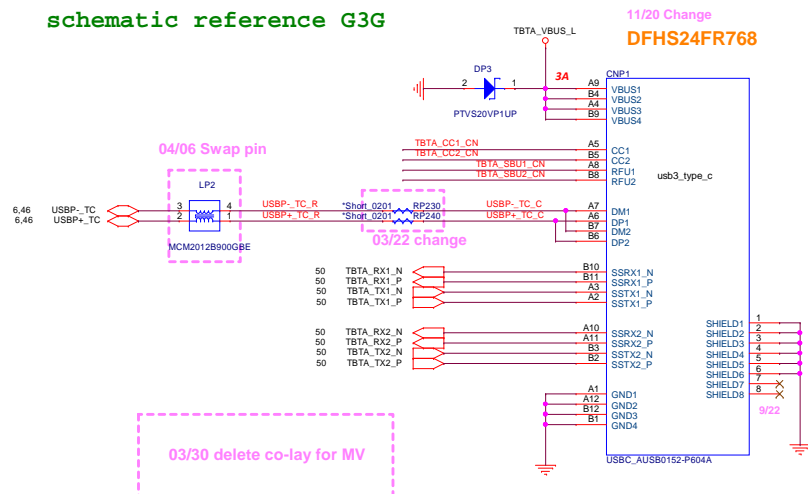 schematic reference G3G
11/20 Change
DFHS24FR768
TBTA_VBUS_L
DP3
2
1
3A
PTVS20VP1UP
CNP1
A9 VBUS1
B4 VBUS2
A4 VBUS3
B9 VBUS4
TBTA_CC1_CN A5 CC1
TBTA_CC2_CN B5 CC2
TBTA_SBU1_CN A8 RFU1
TBTA_SBU2_CN B8 RFU2
usb3_type_c
04/06 Swap pin
LP2
6,46 USBP-_TC 3 4 USBP-_TC_R *Short_0201 RP230 USBP-_TC_C A7 DM1
6,46 USBP+_TC 2 1 USBP+_TC_R *Short_0201 RP240 USBP+_TC_C A6 DP1
B7 DM2
B6 DP2
MCM2012B900GBE
03/22 change
50 TBTA_RX1_N B10 SSRX1_N
50 TBTA_RX1_P B11 SSRX1_P
50 TBTA_TX1_N A3 SSTX1_N
50 TBTA_TX1_P A2 SSTX1_P
50 TBTA_RX2_N A10 SSRX2_N
50 TBTA_RX2_P A11 SSRX2_P
50 TBTA_TX2_N B3 SSTX2_N
50 TBTA_TX2_P B2 SSTX2_P
SHIELD1 1
SHIELD2 2
SHIELD3 3
SHIELD4 4
SHIELD5 5
SHIELD6 6
SHIELD7 7
SHIELD8 8
9/22
A1 GND1
A12 GND2
B12 GND3
B1 GND4
USBC_AUSB0152-P604A
03/30 delete co-lay for MV